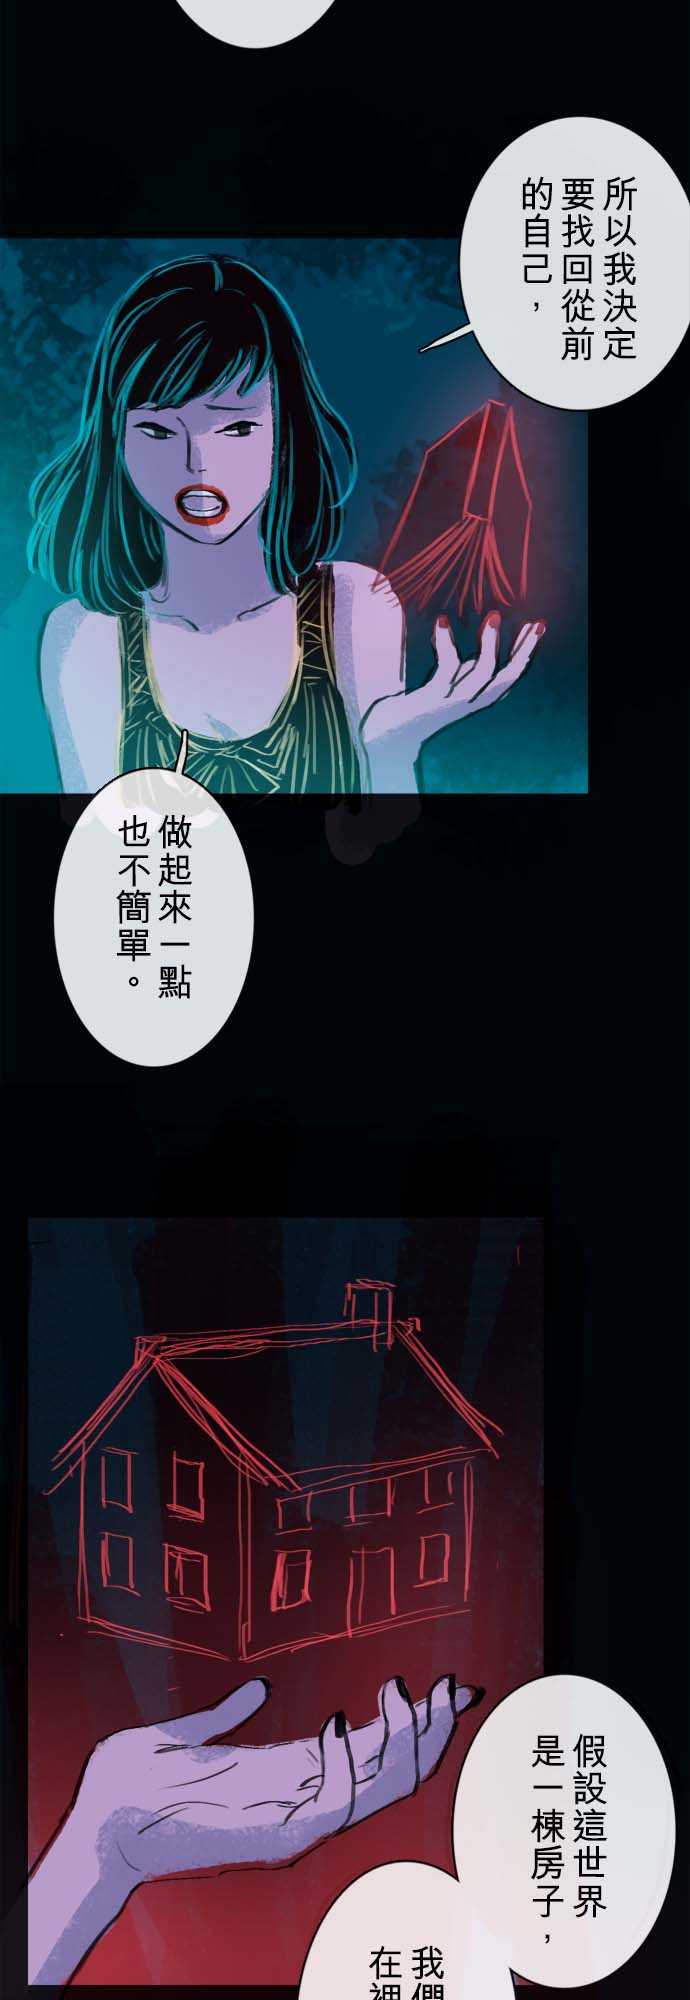 所以我決定
要找回從前
的自己，
做起來一點
也不簡單。
假設這世界
是一棟房子，
我們
在裡